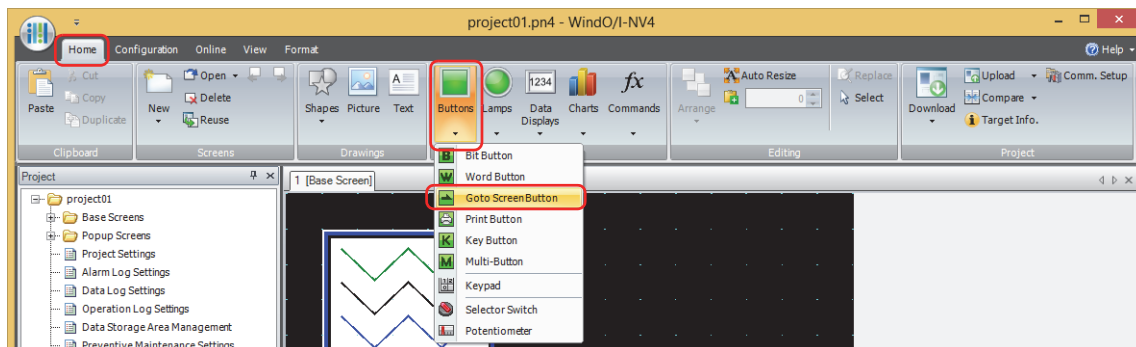 project01.pn4 - WindO/I-NV4
Home Configuration Online View Format Help
Cut Open Auto Resize Replace Upload Comm. Setup
Copy Delete 0 Select Compare
Duplicate Reuse Target Info.
Paste New Shapes Picture Text Buttons Lamps Data Displays Charts Commands Arrange Download
1234
Clipboard Screens Drawings Editing Project
Project
1 [Base Screen]
project01
Base Screens
Popup Screens
Project Settings
Alarm Log Settings
Data Log Settings
Operation Log Settings
Data Storage Area Management
Preventive Maintenance Settings
Bit Button
Word Button
Goto Screen Button
Print Button
Key Button
Multi-Button
Keypad
Selector Switch
Potentiometer